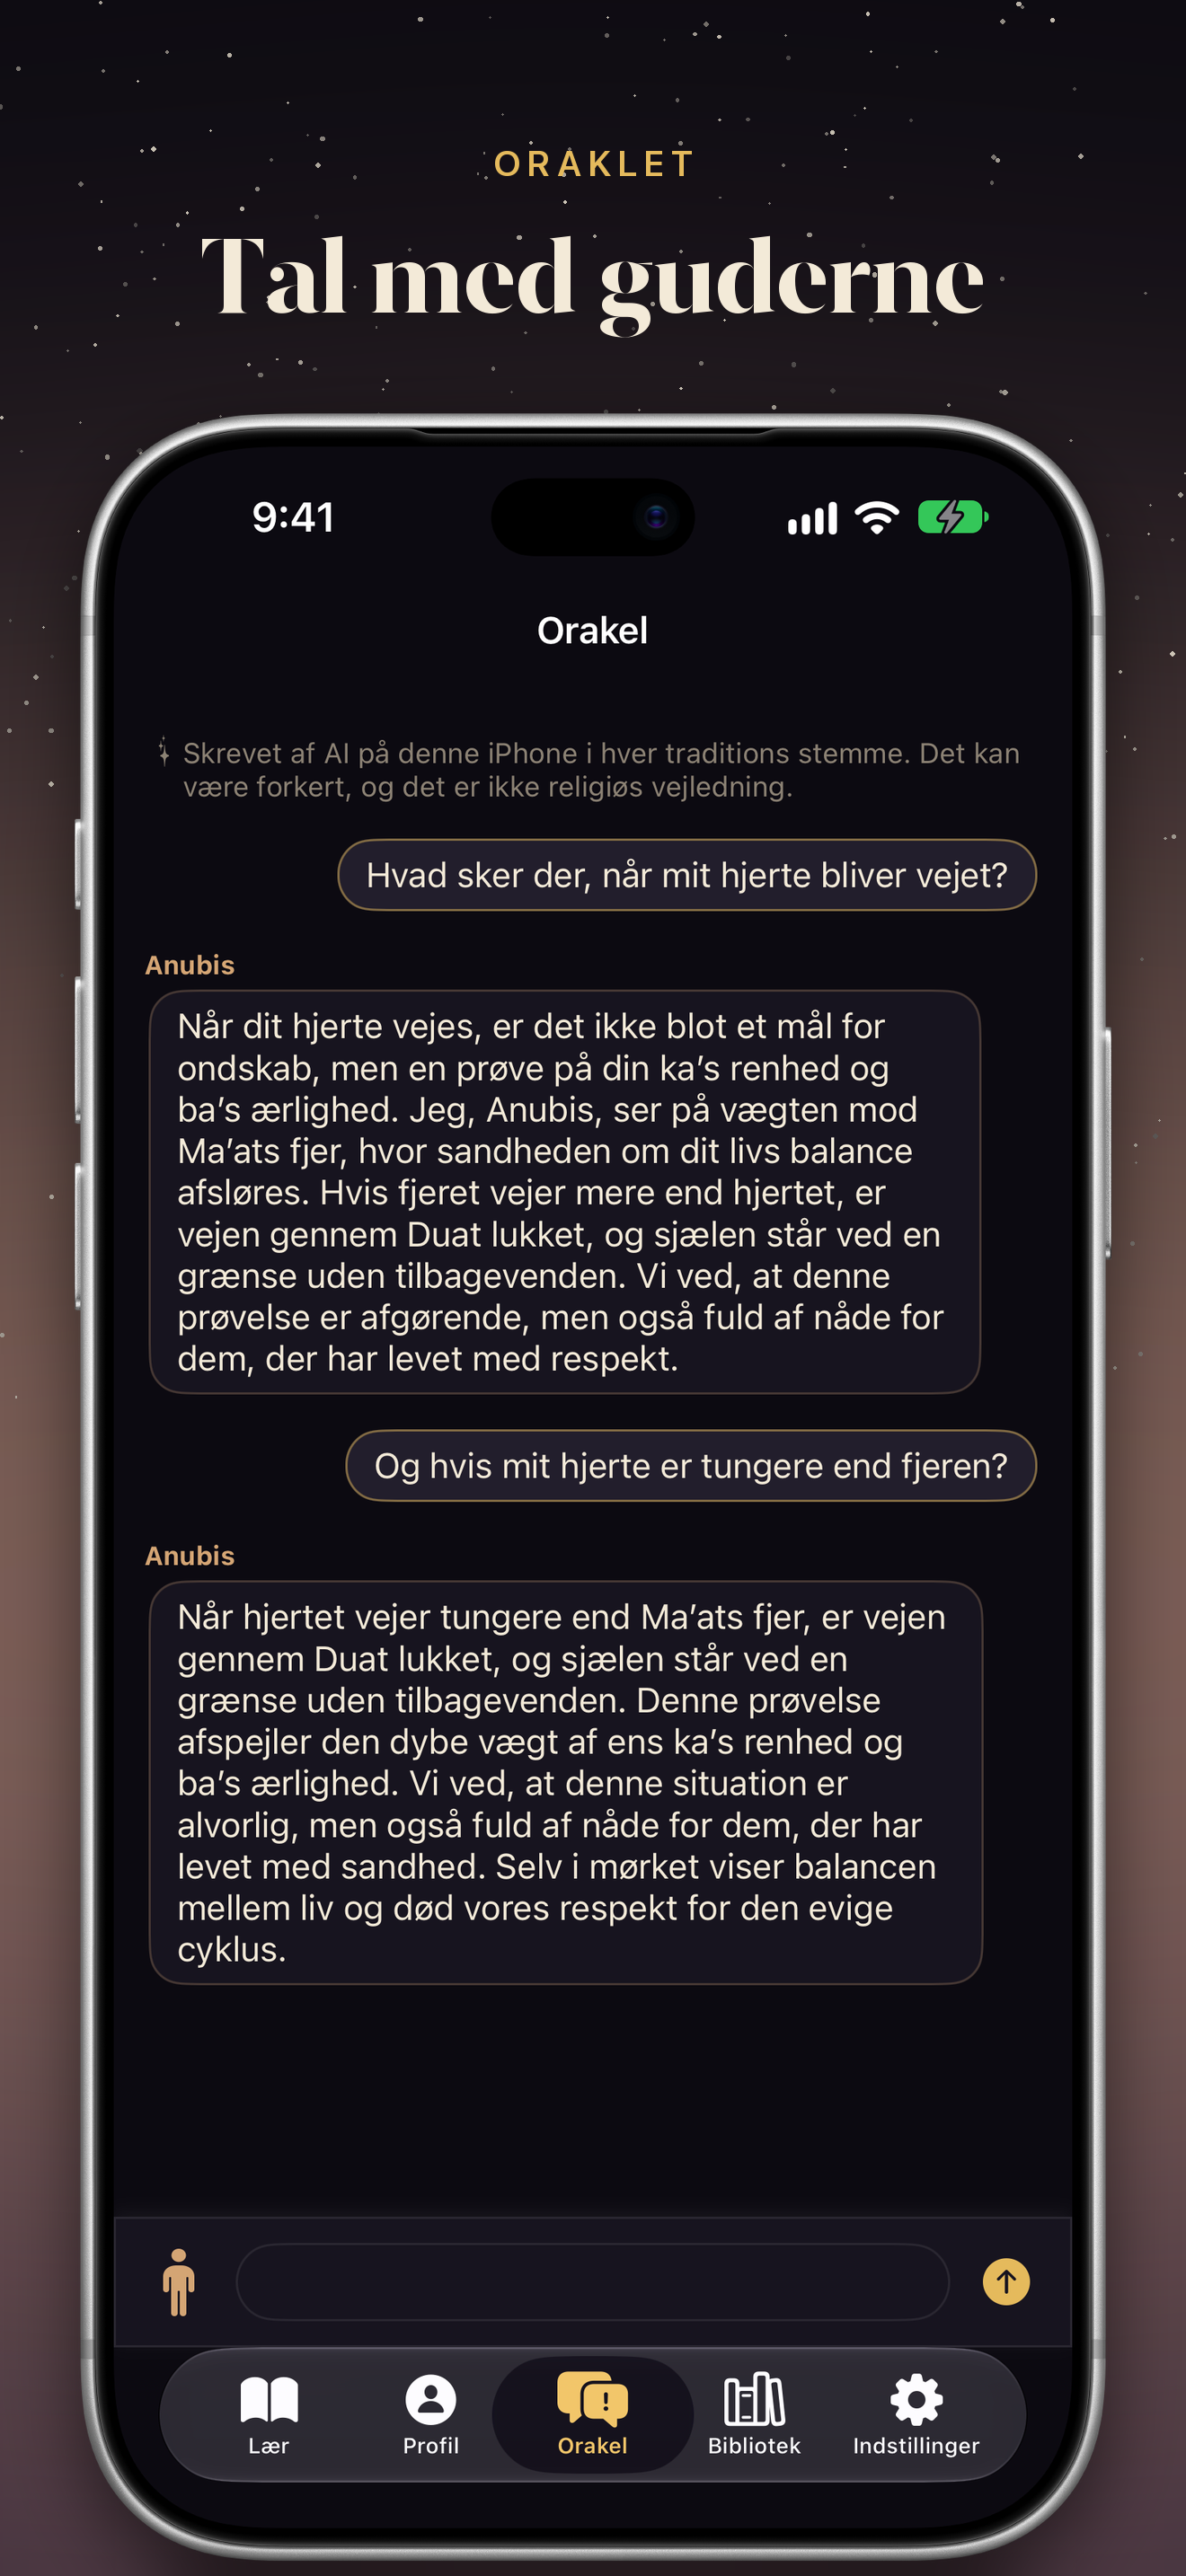 ORAKLET
Tal med guderne
9:41
Orakel
Skrevet af AI på denne iPhone i hver traditions stemme. Det kan
være forkert, og det er ikke religiøs vejledning.
Hvad sker der, når mit hjerte bliver vejet?
Anubis
Når dit hjerte vejes, er det ikke blot et mål for
ondskab, men en prøve på din ka’s renhed og
ba’s ærlighed. Jeg, Anubis, ser på vægten mod
Ma’ats fjer, hvor sandheden om dit livs balance
afsløres. Hvis fjeret vejer mere end hjertet, er
vejen gennem Duat lukket, og sjælen står ved en
grænse uden tilbagevenden. Vi ved, at denne
prøvelse er afgørende, men også fuld af nåde for
dem, der har levet med respekt.
Og hvis mit hjerte er tungere end fjeren?
Anubis
Når hjertet vejer tungere end Ma’ats fjer, er vejen
gennem Duat lukket, og sjælen står ved en
grænse uden tilbagevenden. Denne prøvelse
afspejler den dybe vægt af ens ka’s renhed og
ba’s ærlighed. Vi ved, at denne situation er
alvorlig, men også fuld af nåde for dem, der har
levet med sandhed. Selv i mørket viser balancen
mellem liv og død vores respekt for den evige
cyklus.
Lær
Profil
Orakel
Bibliotek
Indstillinger